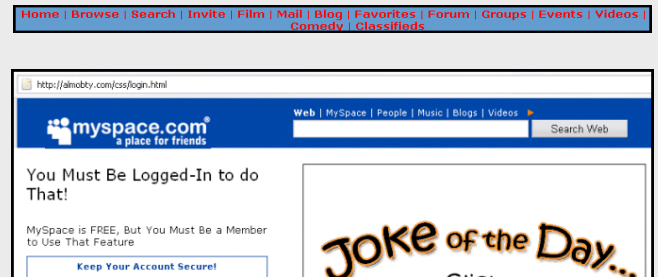 Home | Browse | Search | Invite | Film | Mail | Blog | Favorites | Forum | Groups | Events | Videos |
Comedy | Classifieds
http://almobty.com/css/login.html
Web | MySpace | People | Music | Blogs | Videos
myspace.com®
a place for friends
Search Web
You Must Be Logged-In to do
That!
MySpace is FREE, But You Must Be a Member
to Use That Feature
Keep Your Account Secure!
JOKE of the Day...